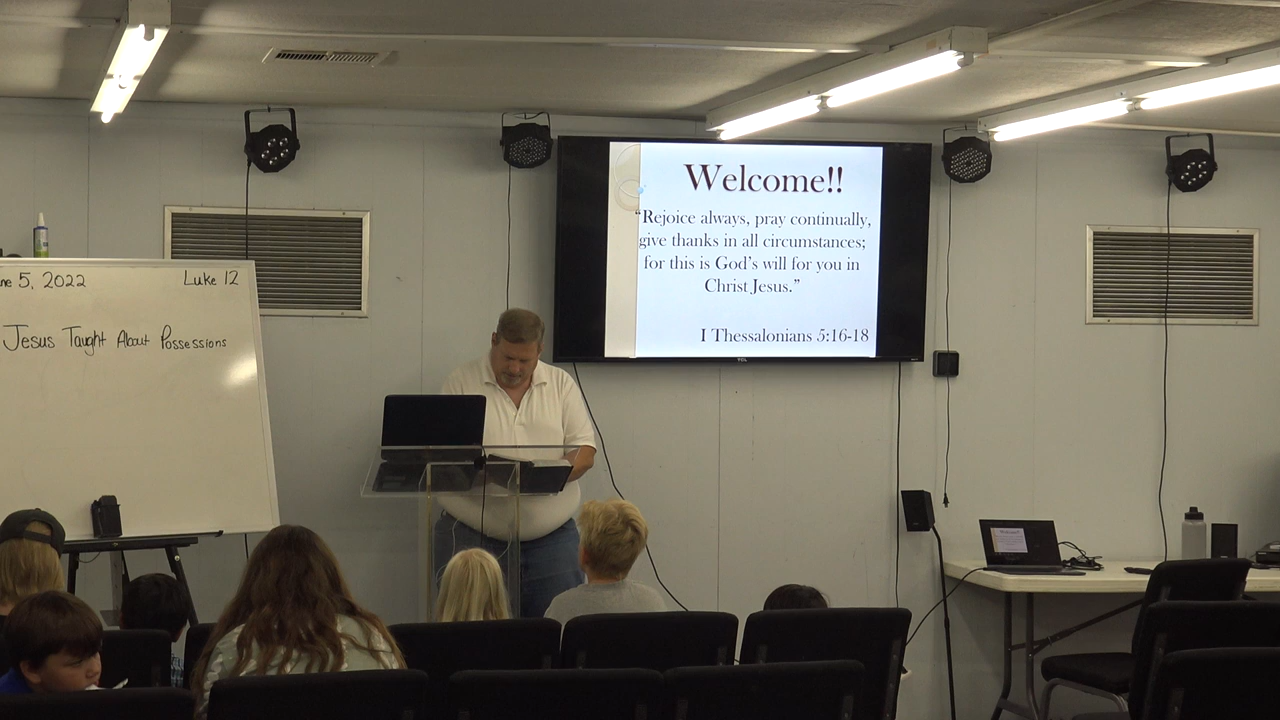 ne 5, 2022 Luke 12
Jesus Taught About Possessions
Welcome!!
“Rejoice always, pray continually,
give thanks in all circumstances;
for this is God’s will for you in
Christ Jesus.”
I Thessalonians 5:16-18
TCL